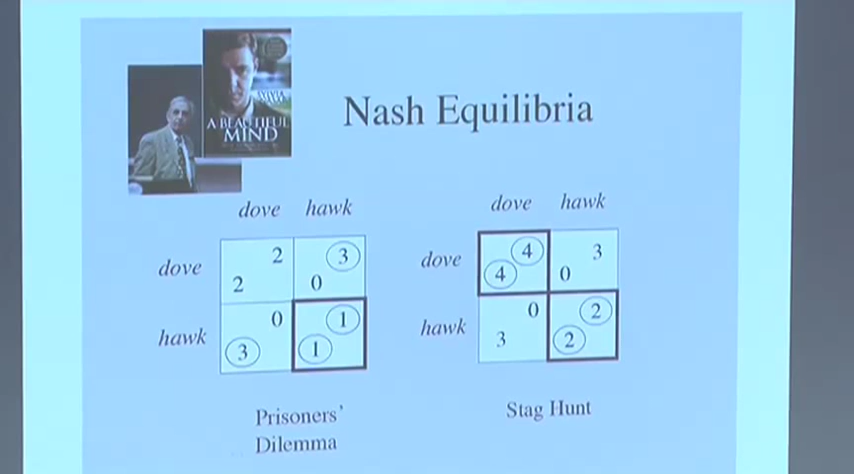 A BEAUTIFUL
MIND
Nash Equilibria
dove hawk
dove 2 2 3 0
hawk 0 3 1 1
Prisoners'
Dilemma
dove hawk
dove 4 4 3 0
hawk 0 3 2 2
Stag Hunt